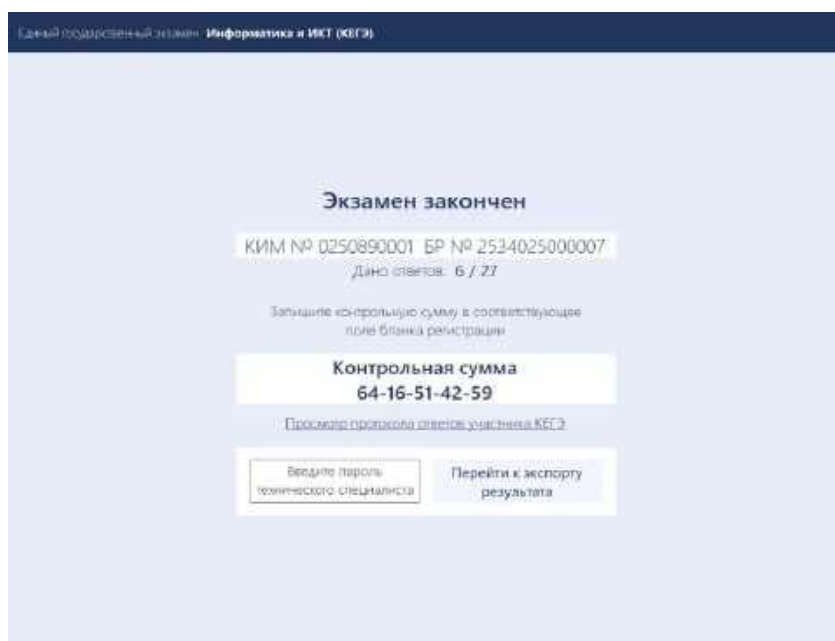 Единый государственный экзамен Информатика и ИКТ (КЕГЭ)
Экзамен закончен
КИМ № 0250890001 БР № 2534025000007
Дано ответов: 6 / 27
Запишите контрольную сумму в соответствующее
поле бланка регистрации
Контрольная сумма
64-16-51-42-59
Просмотр протокола ответов участника КЕГЭ
Введите пароль
технического специалиста
Перейти к экспорту
результата